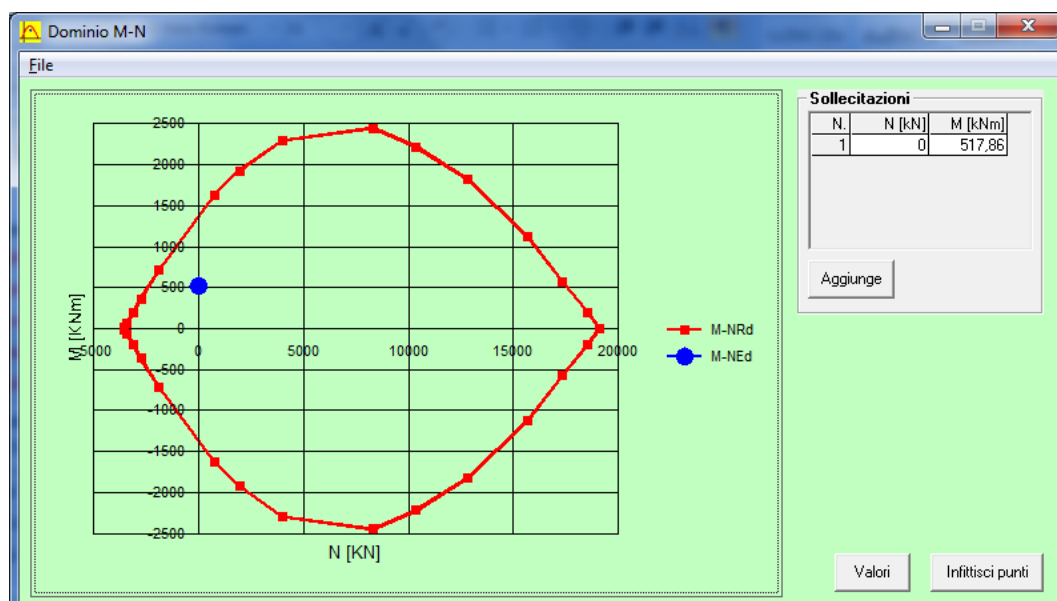 Dominio M-N
File
2500
2000
1500
1000
500
0
-5000 0 5000 10000 15000 20000
-500
-1000
-1500
-2000
-2500
M [KNm]
N [KN]
M-NRd
M-NEd
Sollecitazioni
N. N [kN] M [kNm]
1 0 517,86
Aggiunge
Valori
Infittisci punti